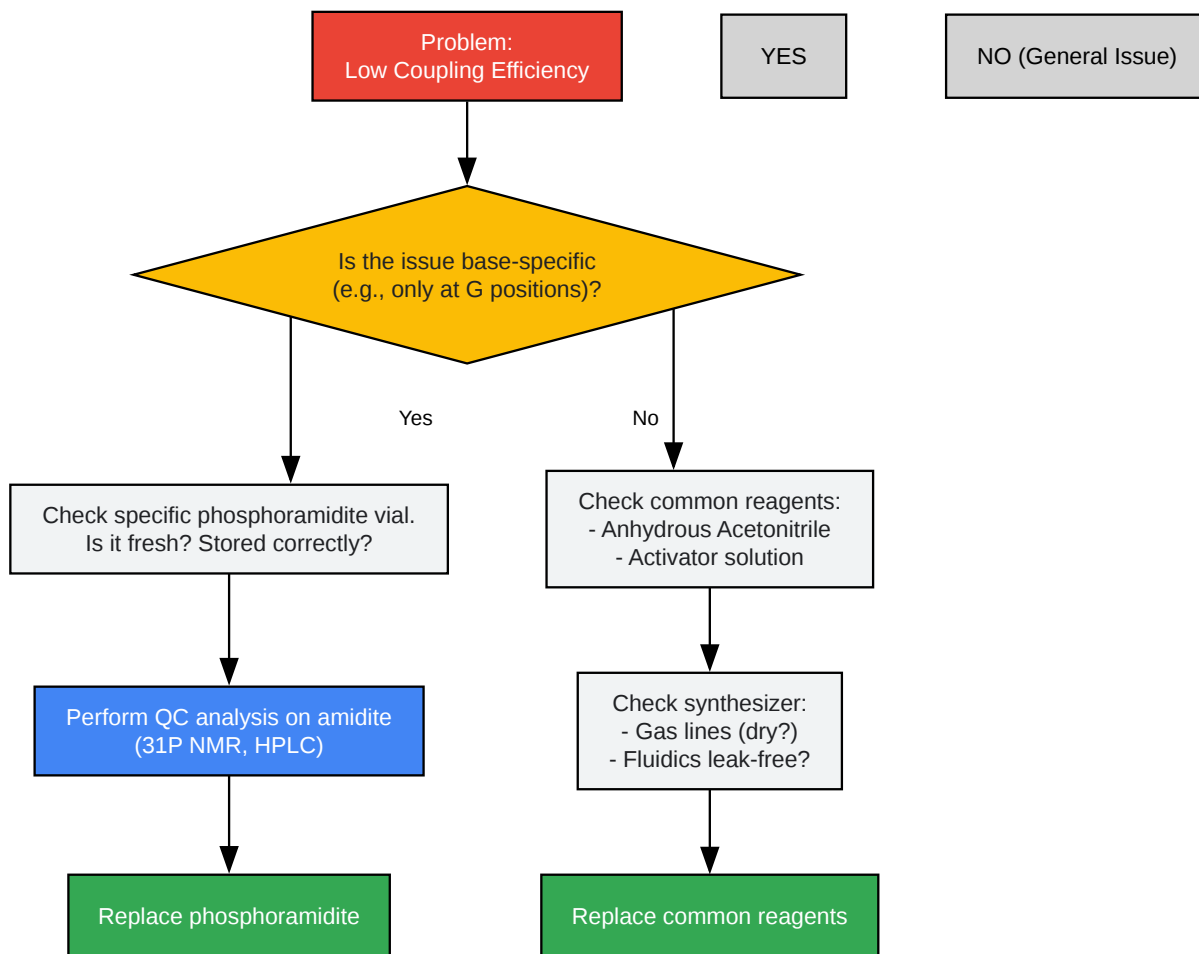 Problem:
Low Coupling Efficiency
YES
NO (General Issue)
Is the issue base-specific
(e.g., only at G positions)?
Yes
No
Check specific phosphoramidite vial.
Is it fresh? Stored correctly?
Check common reagents:
- Anhydrous Acetonitrile
- Activator solution
Perform QC analysis on amidite
(31P NMR, HPLC)
Check synthesizer:
- Gas lines (dry?)
- Fluidics leak-free?
Replace phosphoramidite
Replace common reagents